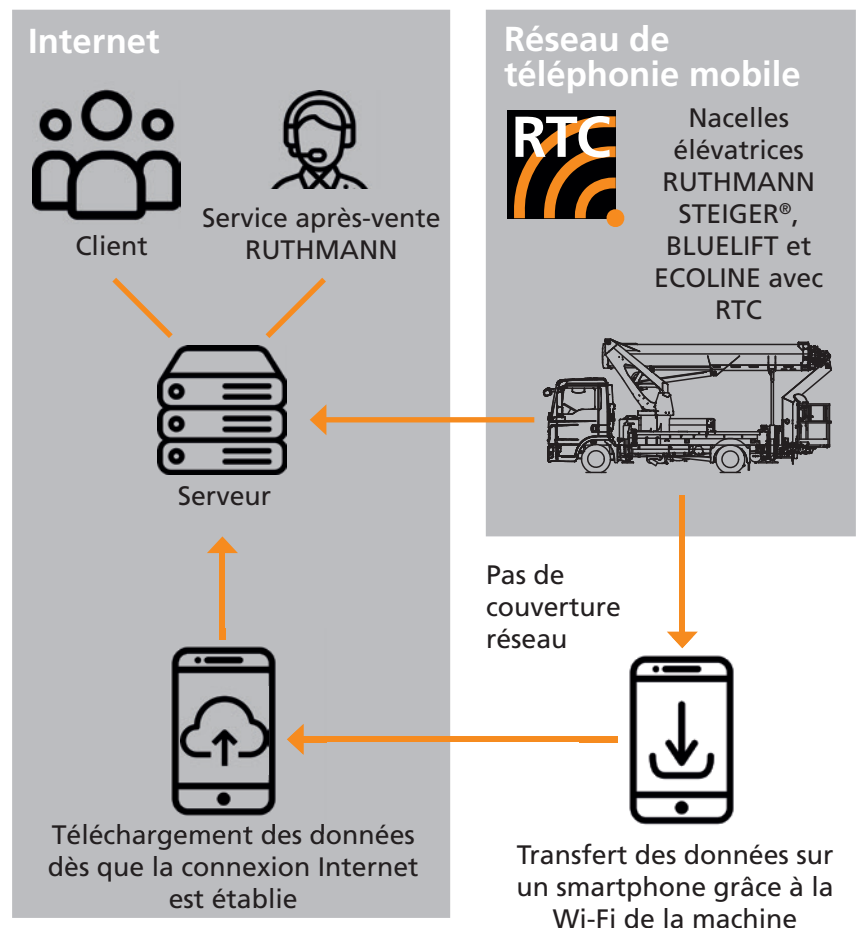 Internet
Client
Service après-vente
RUTHMANN
Serveur
Téléchargement des données
dès que la connexion Internet
est établie
Réseau de
téléphonie mobile
RTC
Nacelles
élévatrices
RUTHMANN
STEIGER®,
BLUELIFT et
ECOLINE avec
RTC
Pas de
couverture
réseau
Transfert des données sur
un smartphone grâce à la
Wi-Fi de la machine